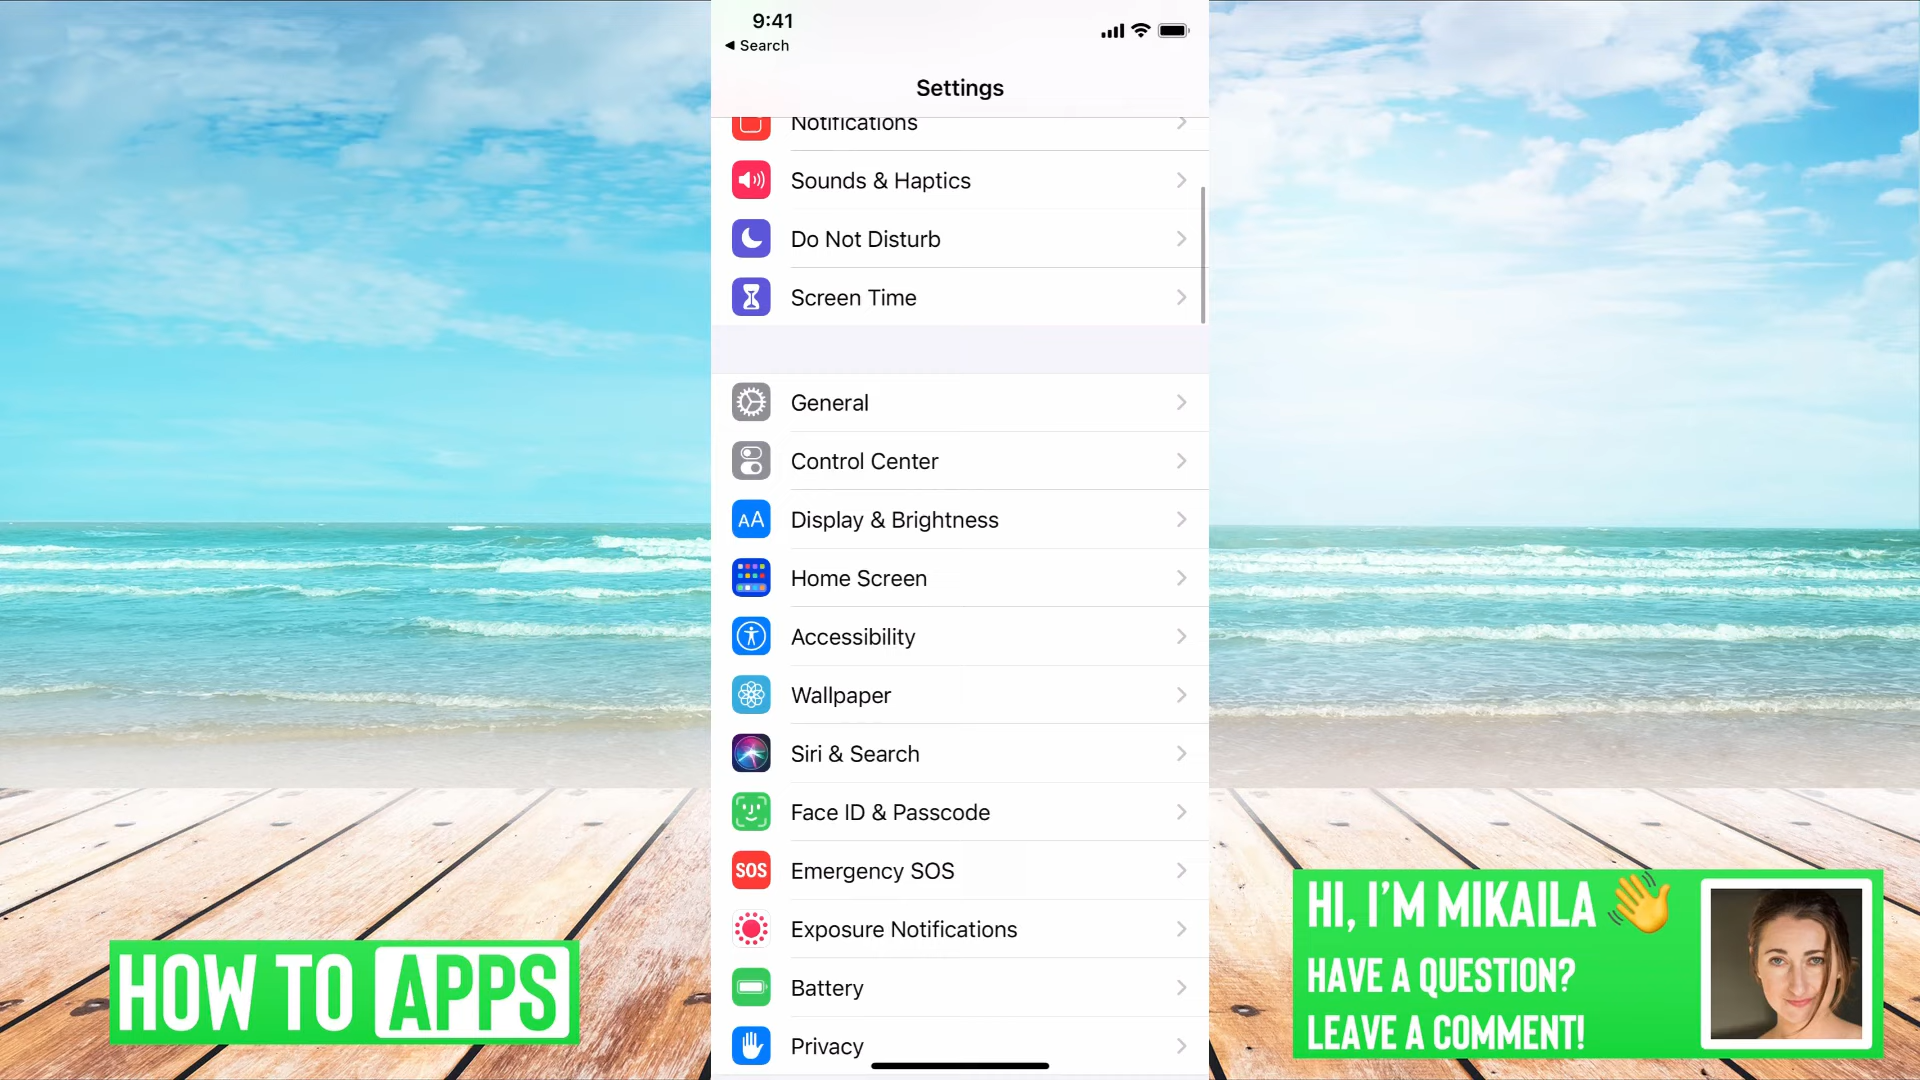 9:41
◀ Search
Settings
Notifications
Sounds & Haptics
Do Not Disturb
Screen Time
General
Control Center
AA Display & Brightness
Home Screen
Accessibility
Wallpaper
Siri & Search
Face ID & Passcode
SOS Emergency SOS
Exposure Notifications
Battery
Privacy
HOW TO APPS
HI, I'M MIKAILA 👋
HAVE A QUESTION?
LEAVE A COMMENT!